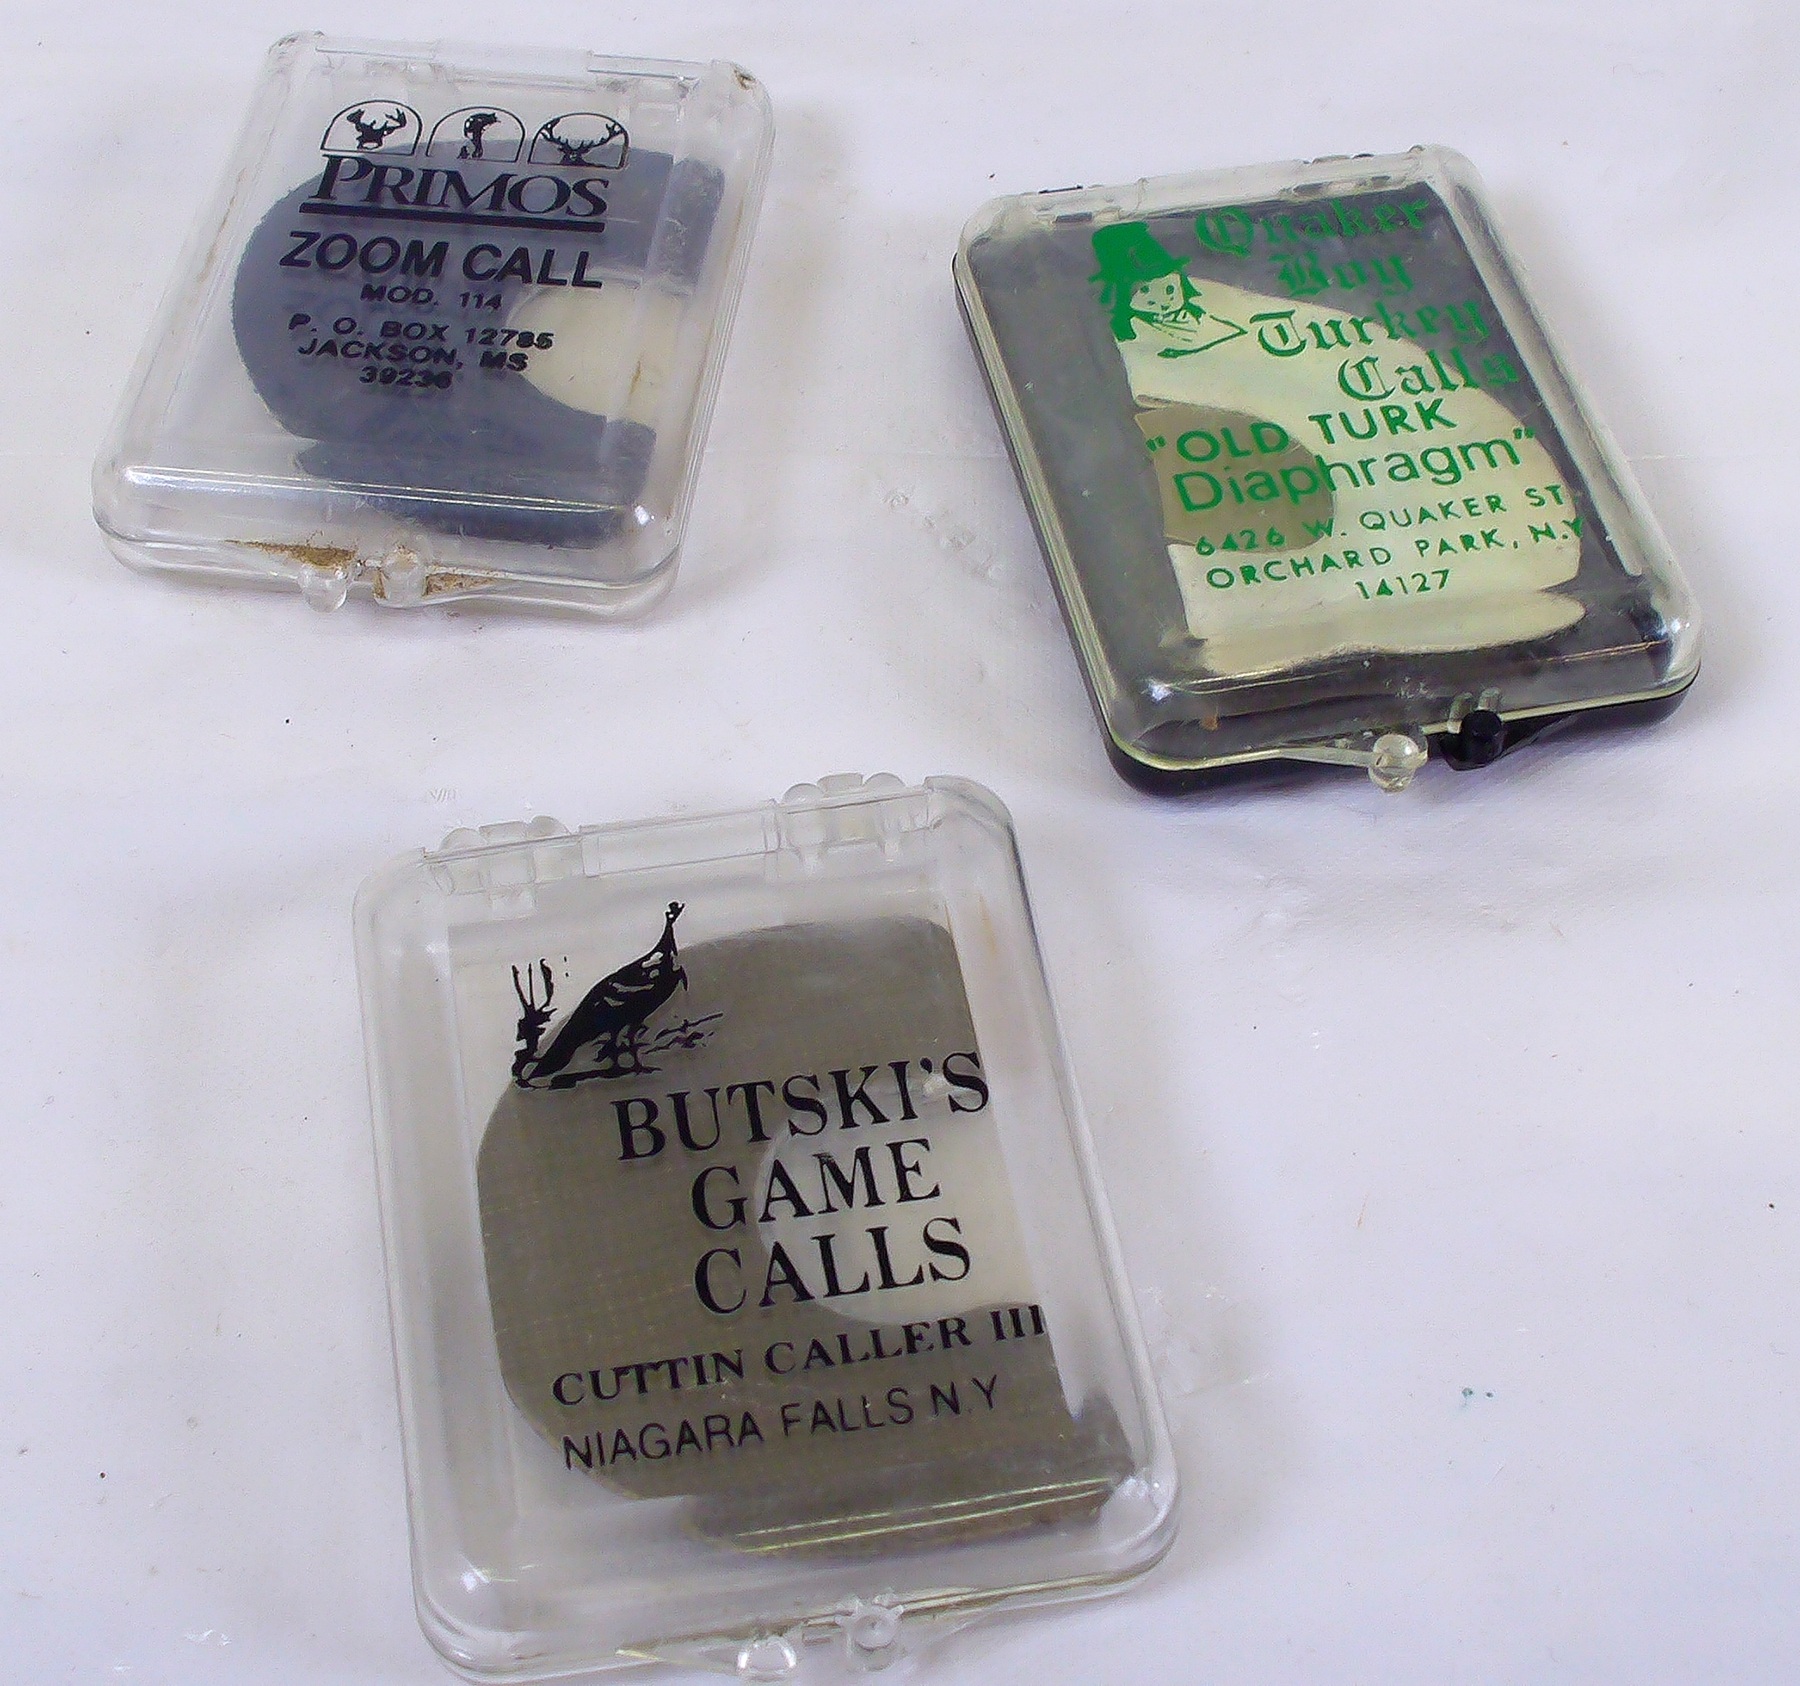 PRIMOS
ZOOM CALL
MOD. 114
P. O. BOX 12785
JACKSON, MS
39236
Quaker
Boy
Turkey
Calls
"OLD TURK
Diaphragm"
6426 W. QUAKER ST.
ORCHARD PARK, N.Y
14127
BUTSKI'S
GAME
CALLS
CUTTIN CALLER III
NIAGARA FALLS N.Y